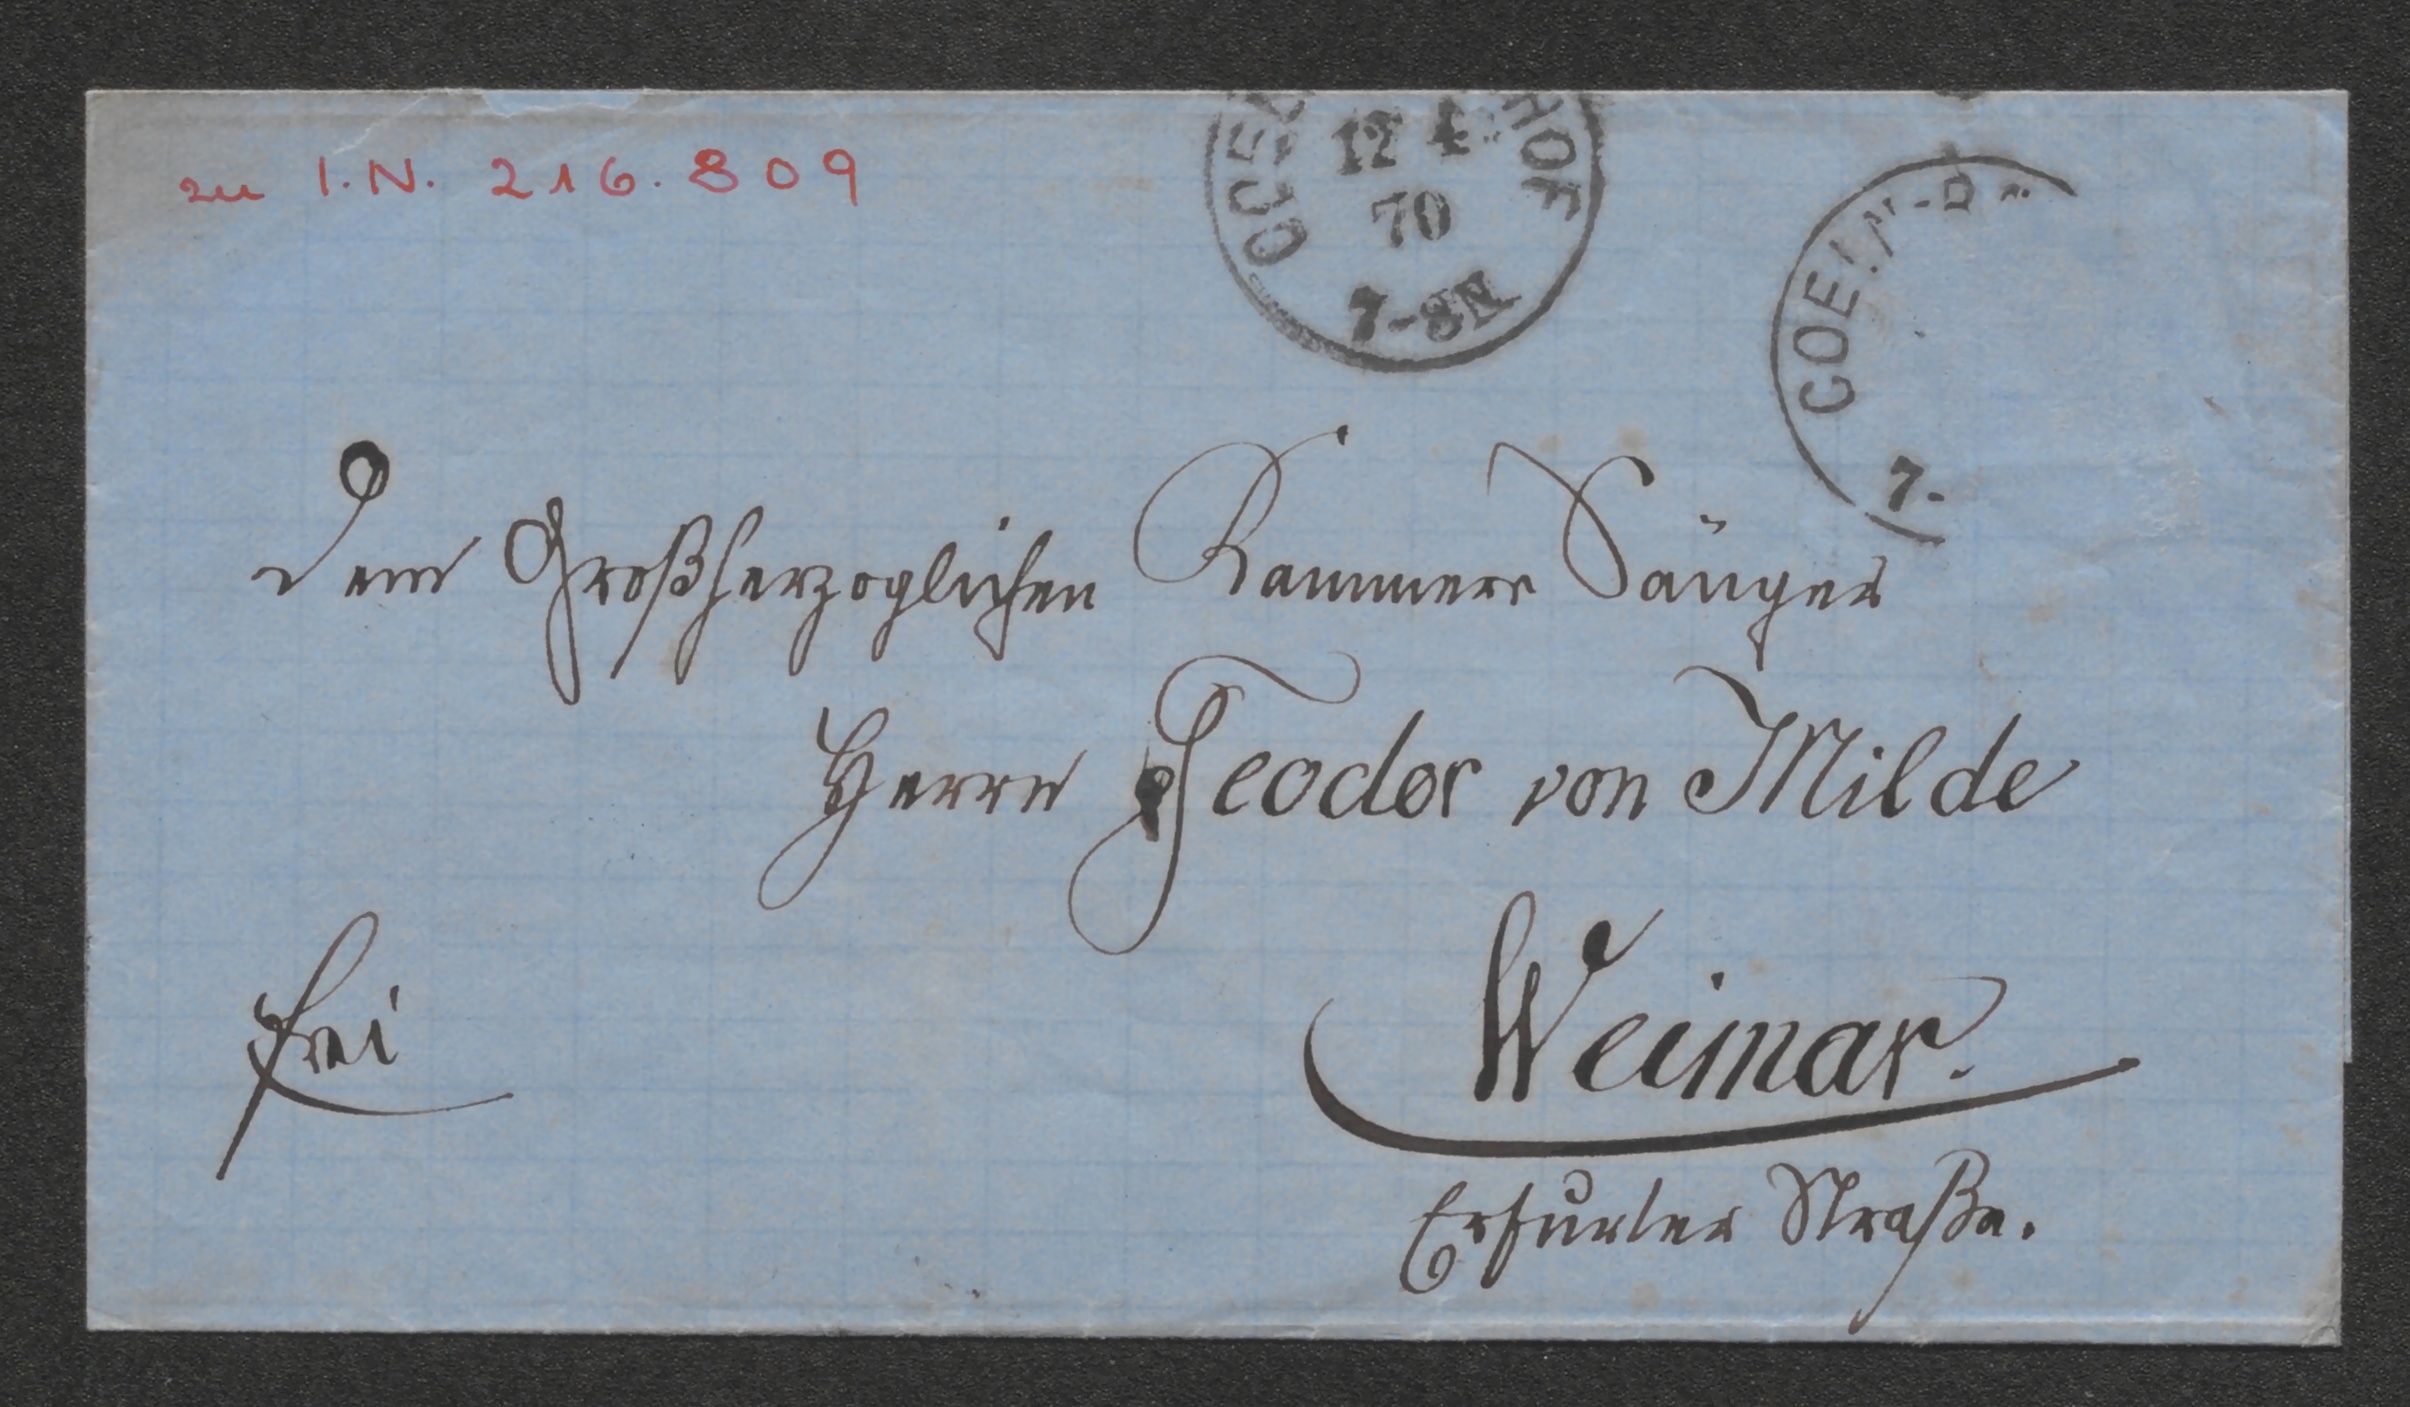 zu I.N. 216.809
12 4
70
7-8N
COELN-
7-
Dem Großherzoglichen Kammer Sänger
Herrn Feodor von Milde
frei
Weimar.
Erfurter Straße.